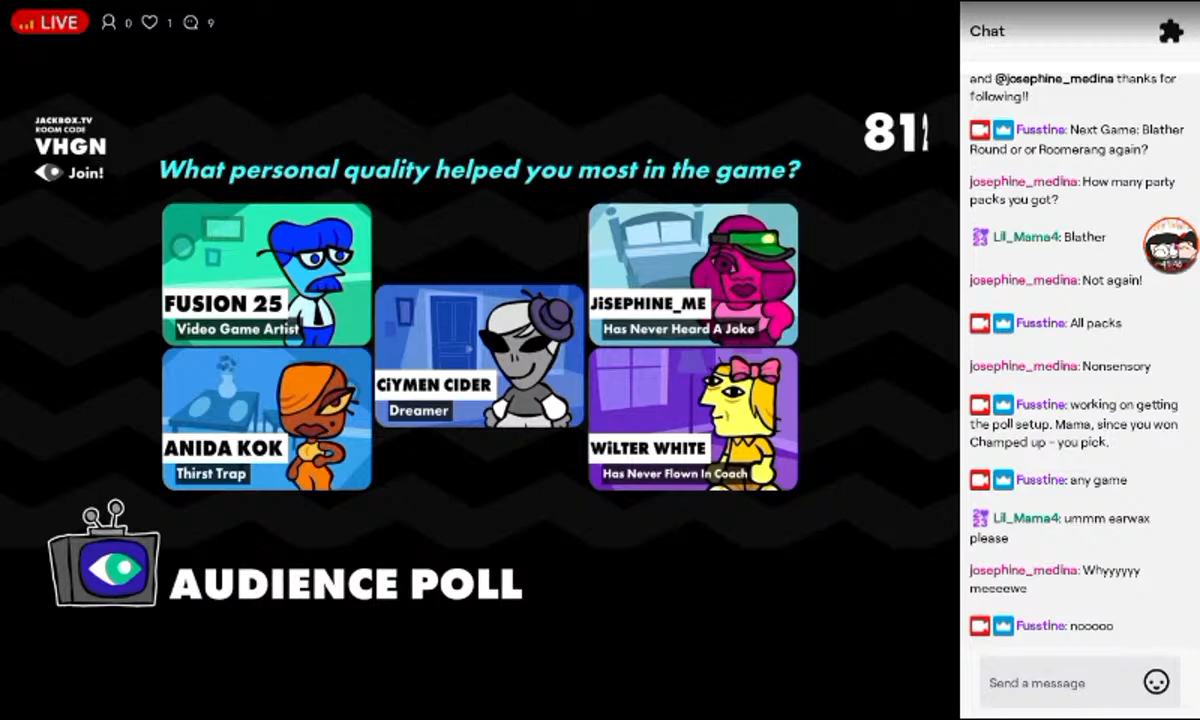 LIVE 0 1 9
JACKBOX.TV
ROOM CODE
VHGN
Join!
What personal quality helped you most in the game?
FUSION 25
Video Game Artist
CiYMEN CIDER
Dreamer
JiSEPHINE_ME
Has Never Heard A Joke
ANIDA KOK
Thirst Trap
WiLTER WHITE
Has Never Flown In Coach
AUDIENCE POLL
Chat
and @josephine_medina thanks for
following!!
Fusstine: Next Game: Blather
Round or or Roomerang again?
josephine_medina: How many party
packs you got?
Lil_Mama4: Blather
josephine_medina: Not again!
Fusstine: All packs
josephine_medina: Nonsensory
Fusstine: working on getting
the poll setup. Mama, since you won
Champed up - you pick.
Fusstine: any game
Lil_Mama4: ummm earwax
please
josephine_medina: Whyyyyyy
meeeewe
Fusstine: nooooo
Send a message